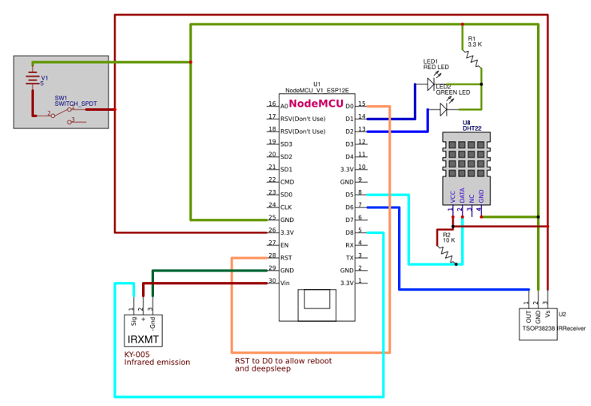 R1
3.3 K
LED1
RED LED
LED2
GREEN LED
V1
5
SW1
SWITCH_SPDT
1
2
3
U1
NodeMCU_V1_ESP12E
NodeMCU
16 A0
17 RSV(Don't Use)
18 RSV(Don't Use)
19 SD3
20 SD2
21 SD1
22 CMD
23 SD0
24 CLK
25 GND
26 3.3V
27 EN
28 RST
29 GND
30 Vin
D0 15
D1 14
D2 13
D3 12
D4 11
3.3V 10
GND 9
D5 8
D6 7
D7 6
D8 5
RX 4
TX 3
GND 2
3.3V 1
U4
DHT22
VCC
DATA
NC
GND
1 2 3 4
R2
10 K
1 2 3
OUT
GND
Vs
U2
TSOP38238 IRReceiver
1 2 3
Sig
+
-Gnd
IRXMT
KY-005
Infrared emission
RST to D0 to allow reboot
and deepsleep